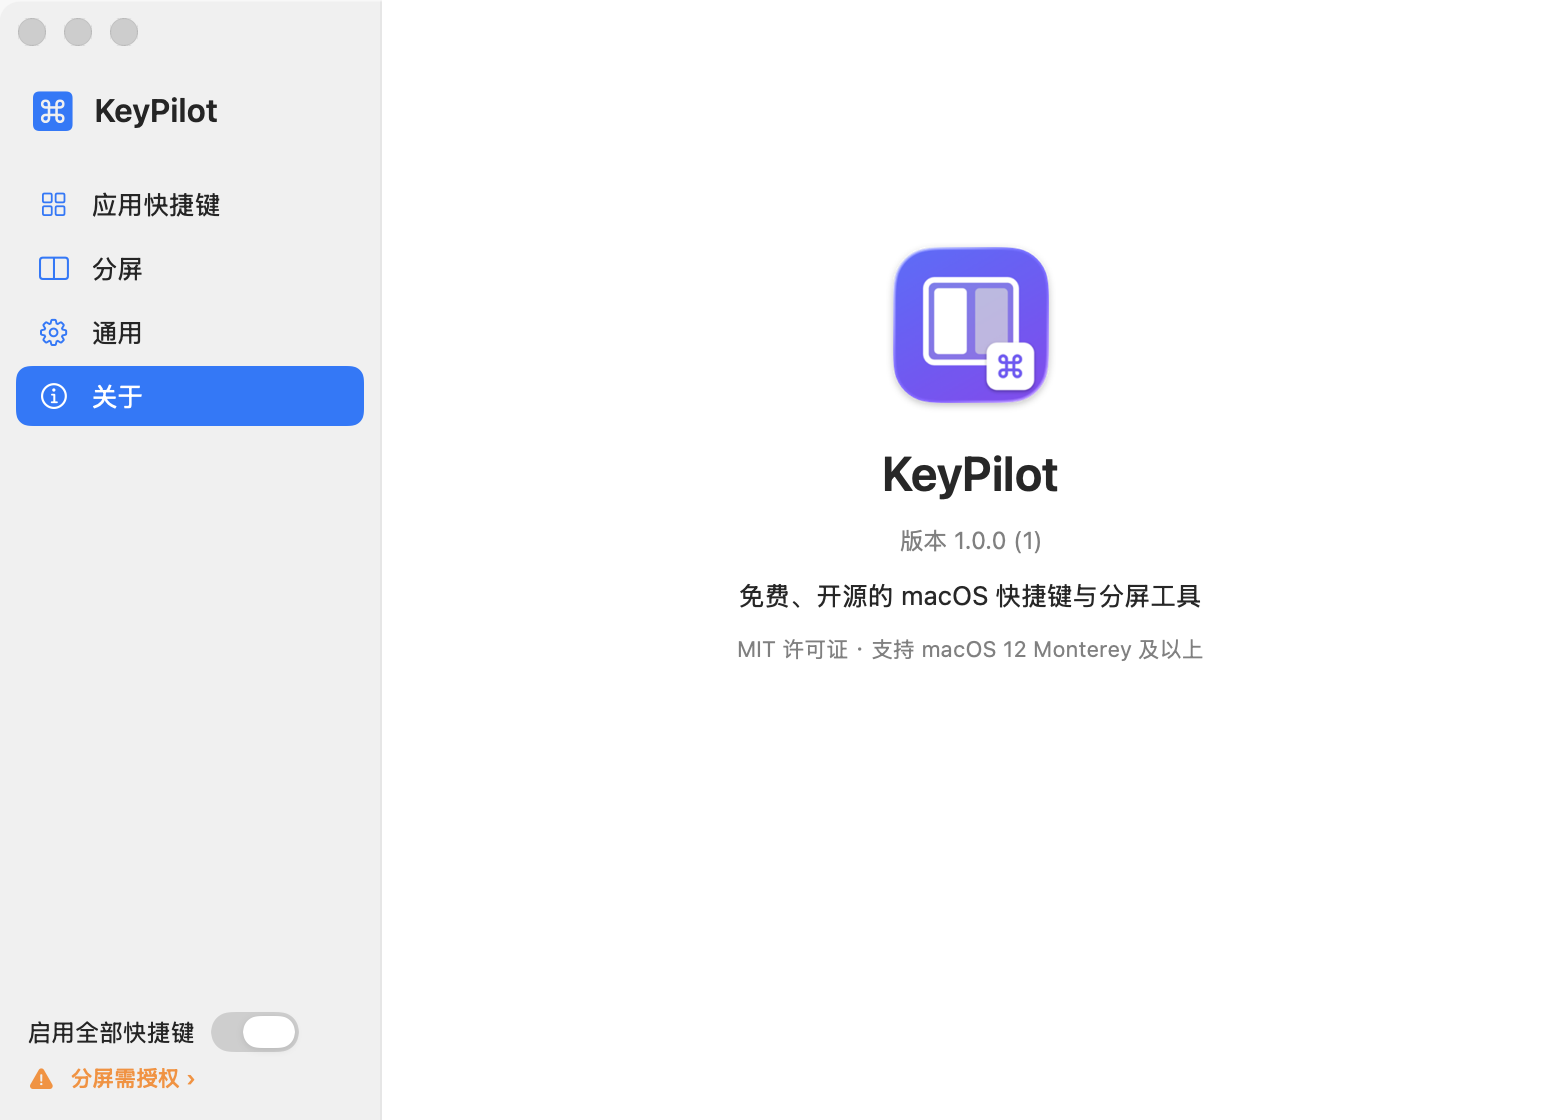 KeyPilot
应用快捷键
分屏
通用
关于
启用全部快捷键
分屏需授权 ›
KeyPilot
版本 1.0.0 (1)
免费、开源的 macOS 快捷键与分屏工具
MIT 许可证 · 支持 macOS 12 Monterey 及以上